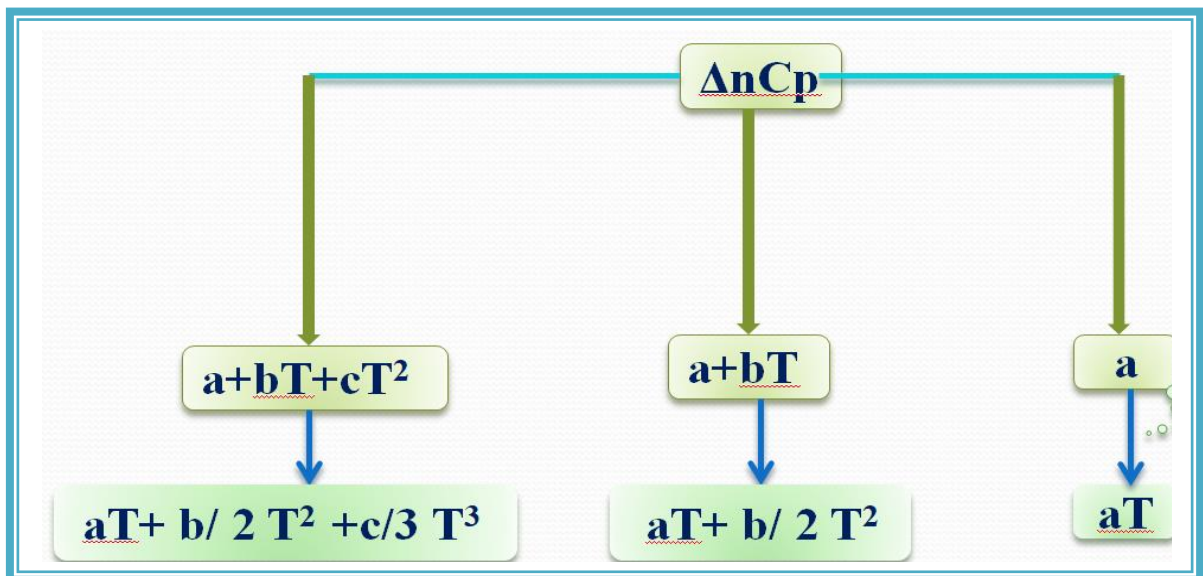 ΔnCp
a+bT+cT²
a+bT
a
aT+ b/ 2 T² +c/3 T³
aT+ b/ 2 T²
aT